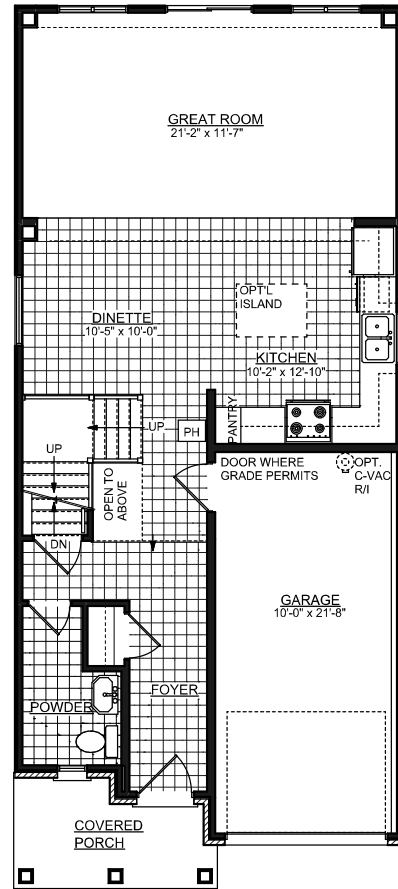 GREAT ROOM
21'-2" x 11'-7"
OPT'L
ISLAND
DINETTE
10'-5" x 10'-0"
KITCHEN
10'-2" x 12'-10"
PANTRY
UP
PH
UP
OPEN TO
ABOVE
DOOR WHERE
GRADE PERMITS
OPT.
C-VAC
R/I
DN
GARAGE
10'-0" x 21'-8"
FOYER
POWDER
COVERED
PORCH